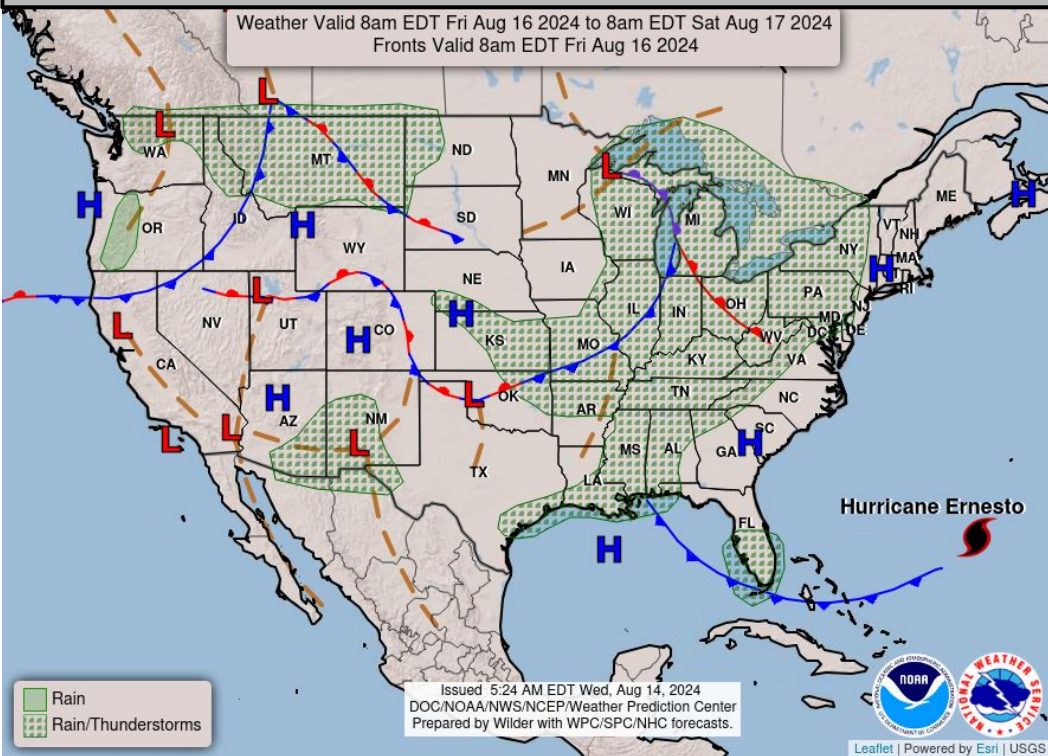 Weather Valid 8am EDT Fri Aug 16 2024 to 8am EDT Sat Aug 17 2024
Fronts Valid 8am EDT Fri Aug 16 2024
L
L
WA
MT
ND
MN
L
ME
H
H
OR
ID
H
WY
SD
WI
MI
VT
NH
NY
MA
H
RI
L
NV
UT
NE
IA
IL
IN
OH
PA
NJ
MD
DE
DC
L
CA
H
CO
H
KS
MO
WV
VA
KY
H
AZ
L
OK
TN
NC
L
L
NM
L
AR
SC
H
GA
TX
MS
AL
LA
Hurricane Ernesto
FL
H
Rain
Rain/Thunderstorms
Issued 5:24 AM EDT Wed, Aug 14, 2024
DOC/NOAA/NWS/NCEP/Weather Prediction Center
Prepared by Wilder with WPC/SPC/NHC forecasts.
NOAA
NATIONAL WEATHER SERVICE
Leaflet | Powered by Esri | USGS